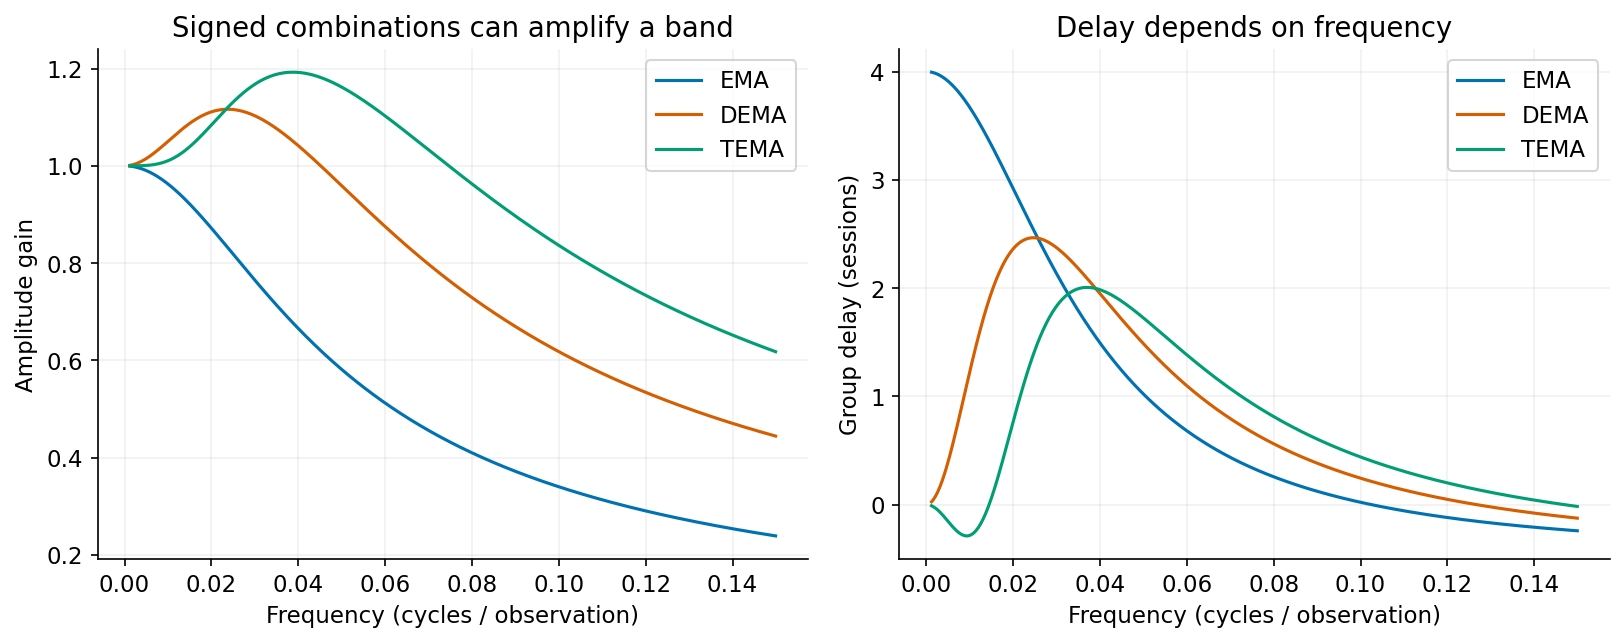 Signed combinations can amplify a band
Amplitude gain
1.2
1.0
0.8
0.6
0.4
0.2
EMA
DEMA
TEMA
0.00 0.02 0.04 0.06 0.08 0.10 0.12 0.14
Frequency (cycles / observation)
Delay depends on frequency
Group delay (sessions)
4
3
2
1
0
EMA
DEMA
TEMA
0.00 0.02 0.04 0.06 0.08 0.10 0.12 0.14
Frequency (cycles / observation)